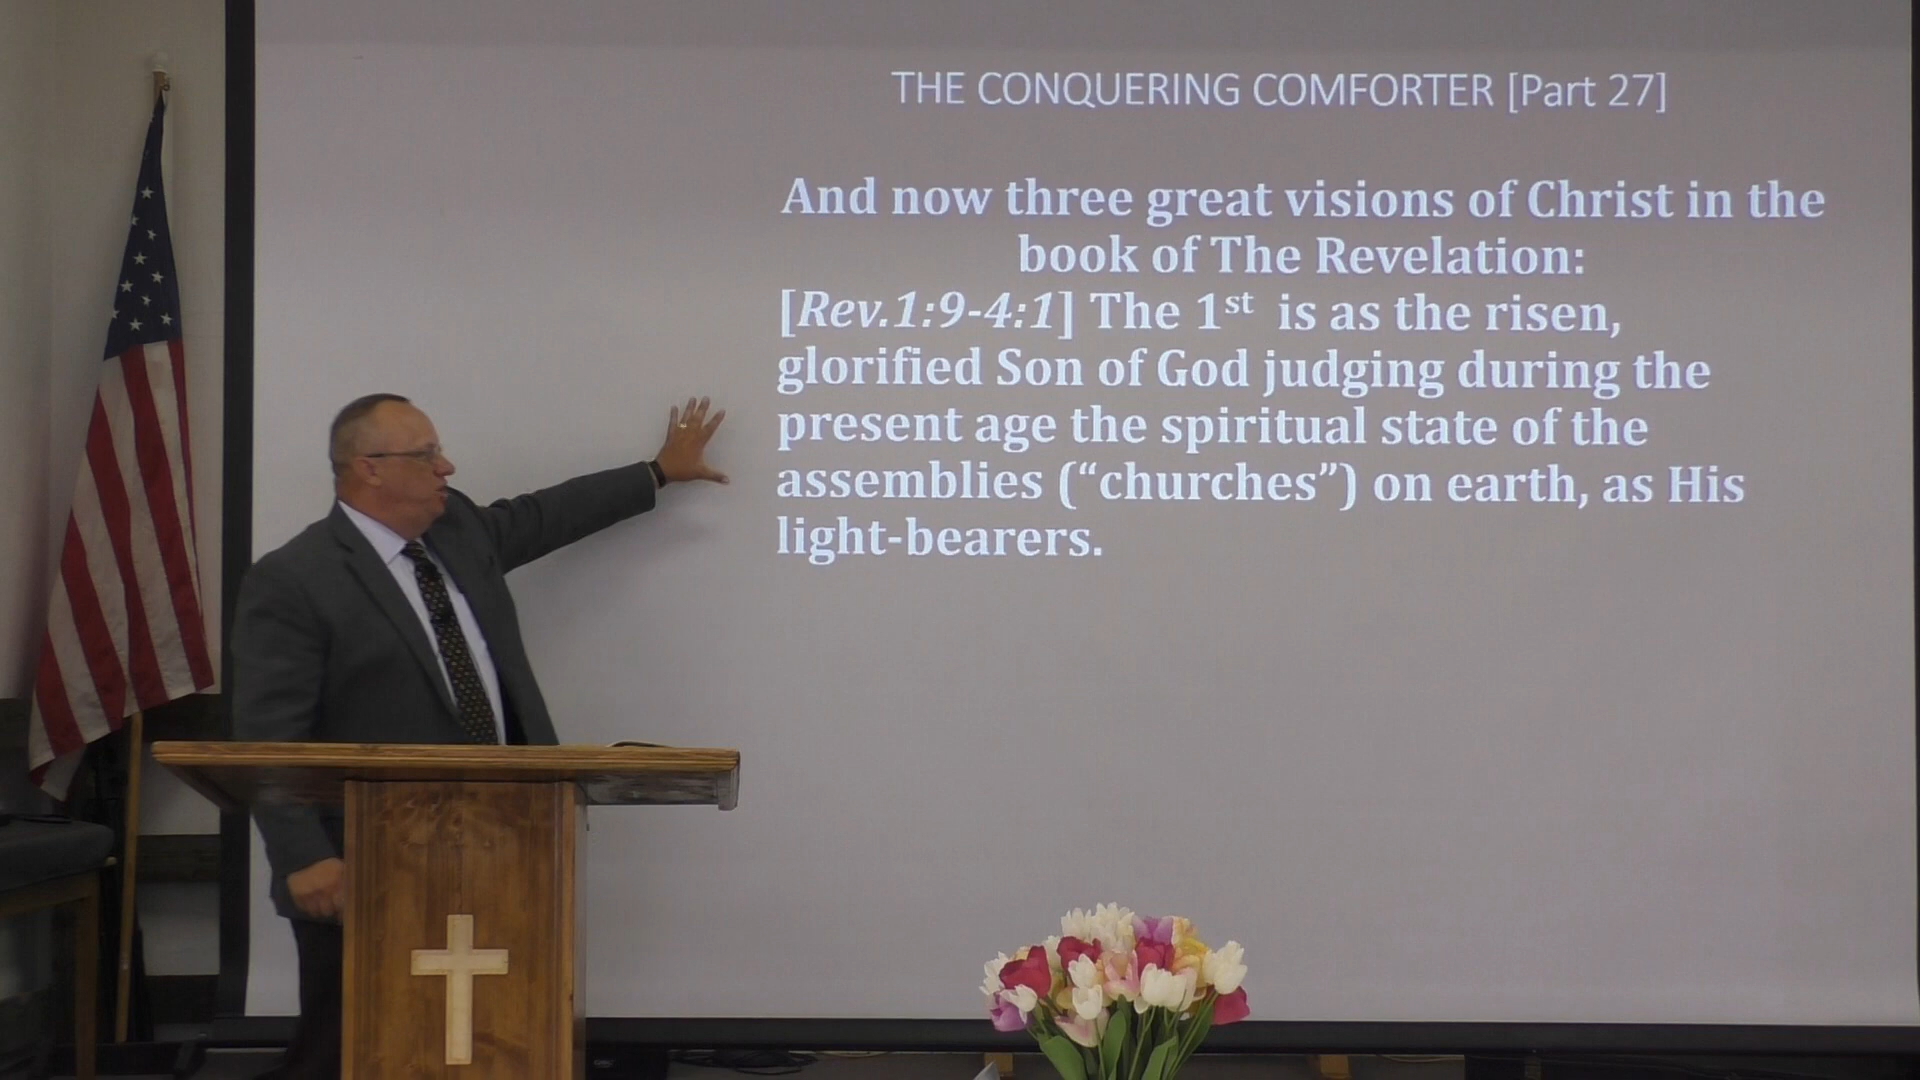 THE CONQUERING COMFORTER [Part 27]
And now three great visions of Christ in the
book of The Revelation:
[Rev.1:9-4:1] The 1st is as the risen,
glorified Son of God judging during the
present age the spiritual state of the
assemblies (“churches”) on earth, as His
light-bearers.